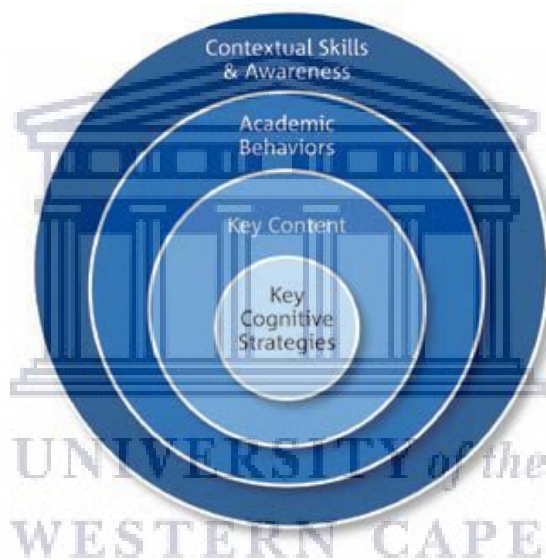 Contextual Skills
& Awareness
Academic
Behaviors
Key Content
Key
Cognitive
Strategies
UNIVERSITY of the
WESTERN CAPE